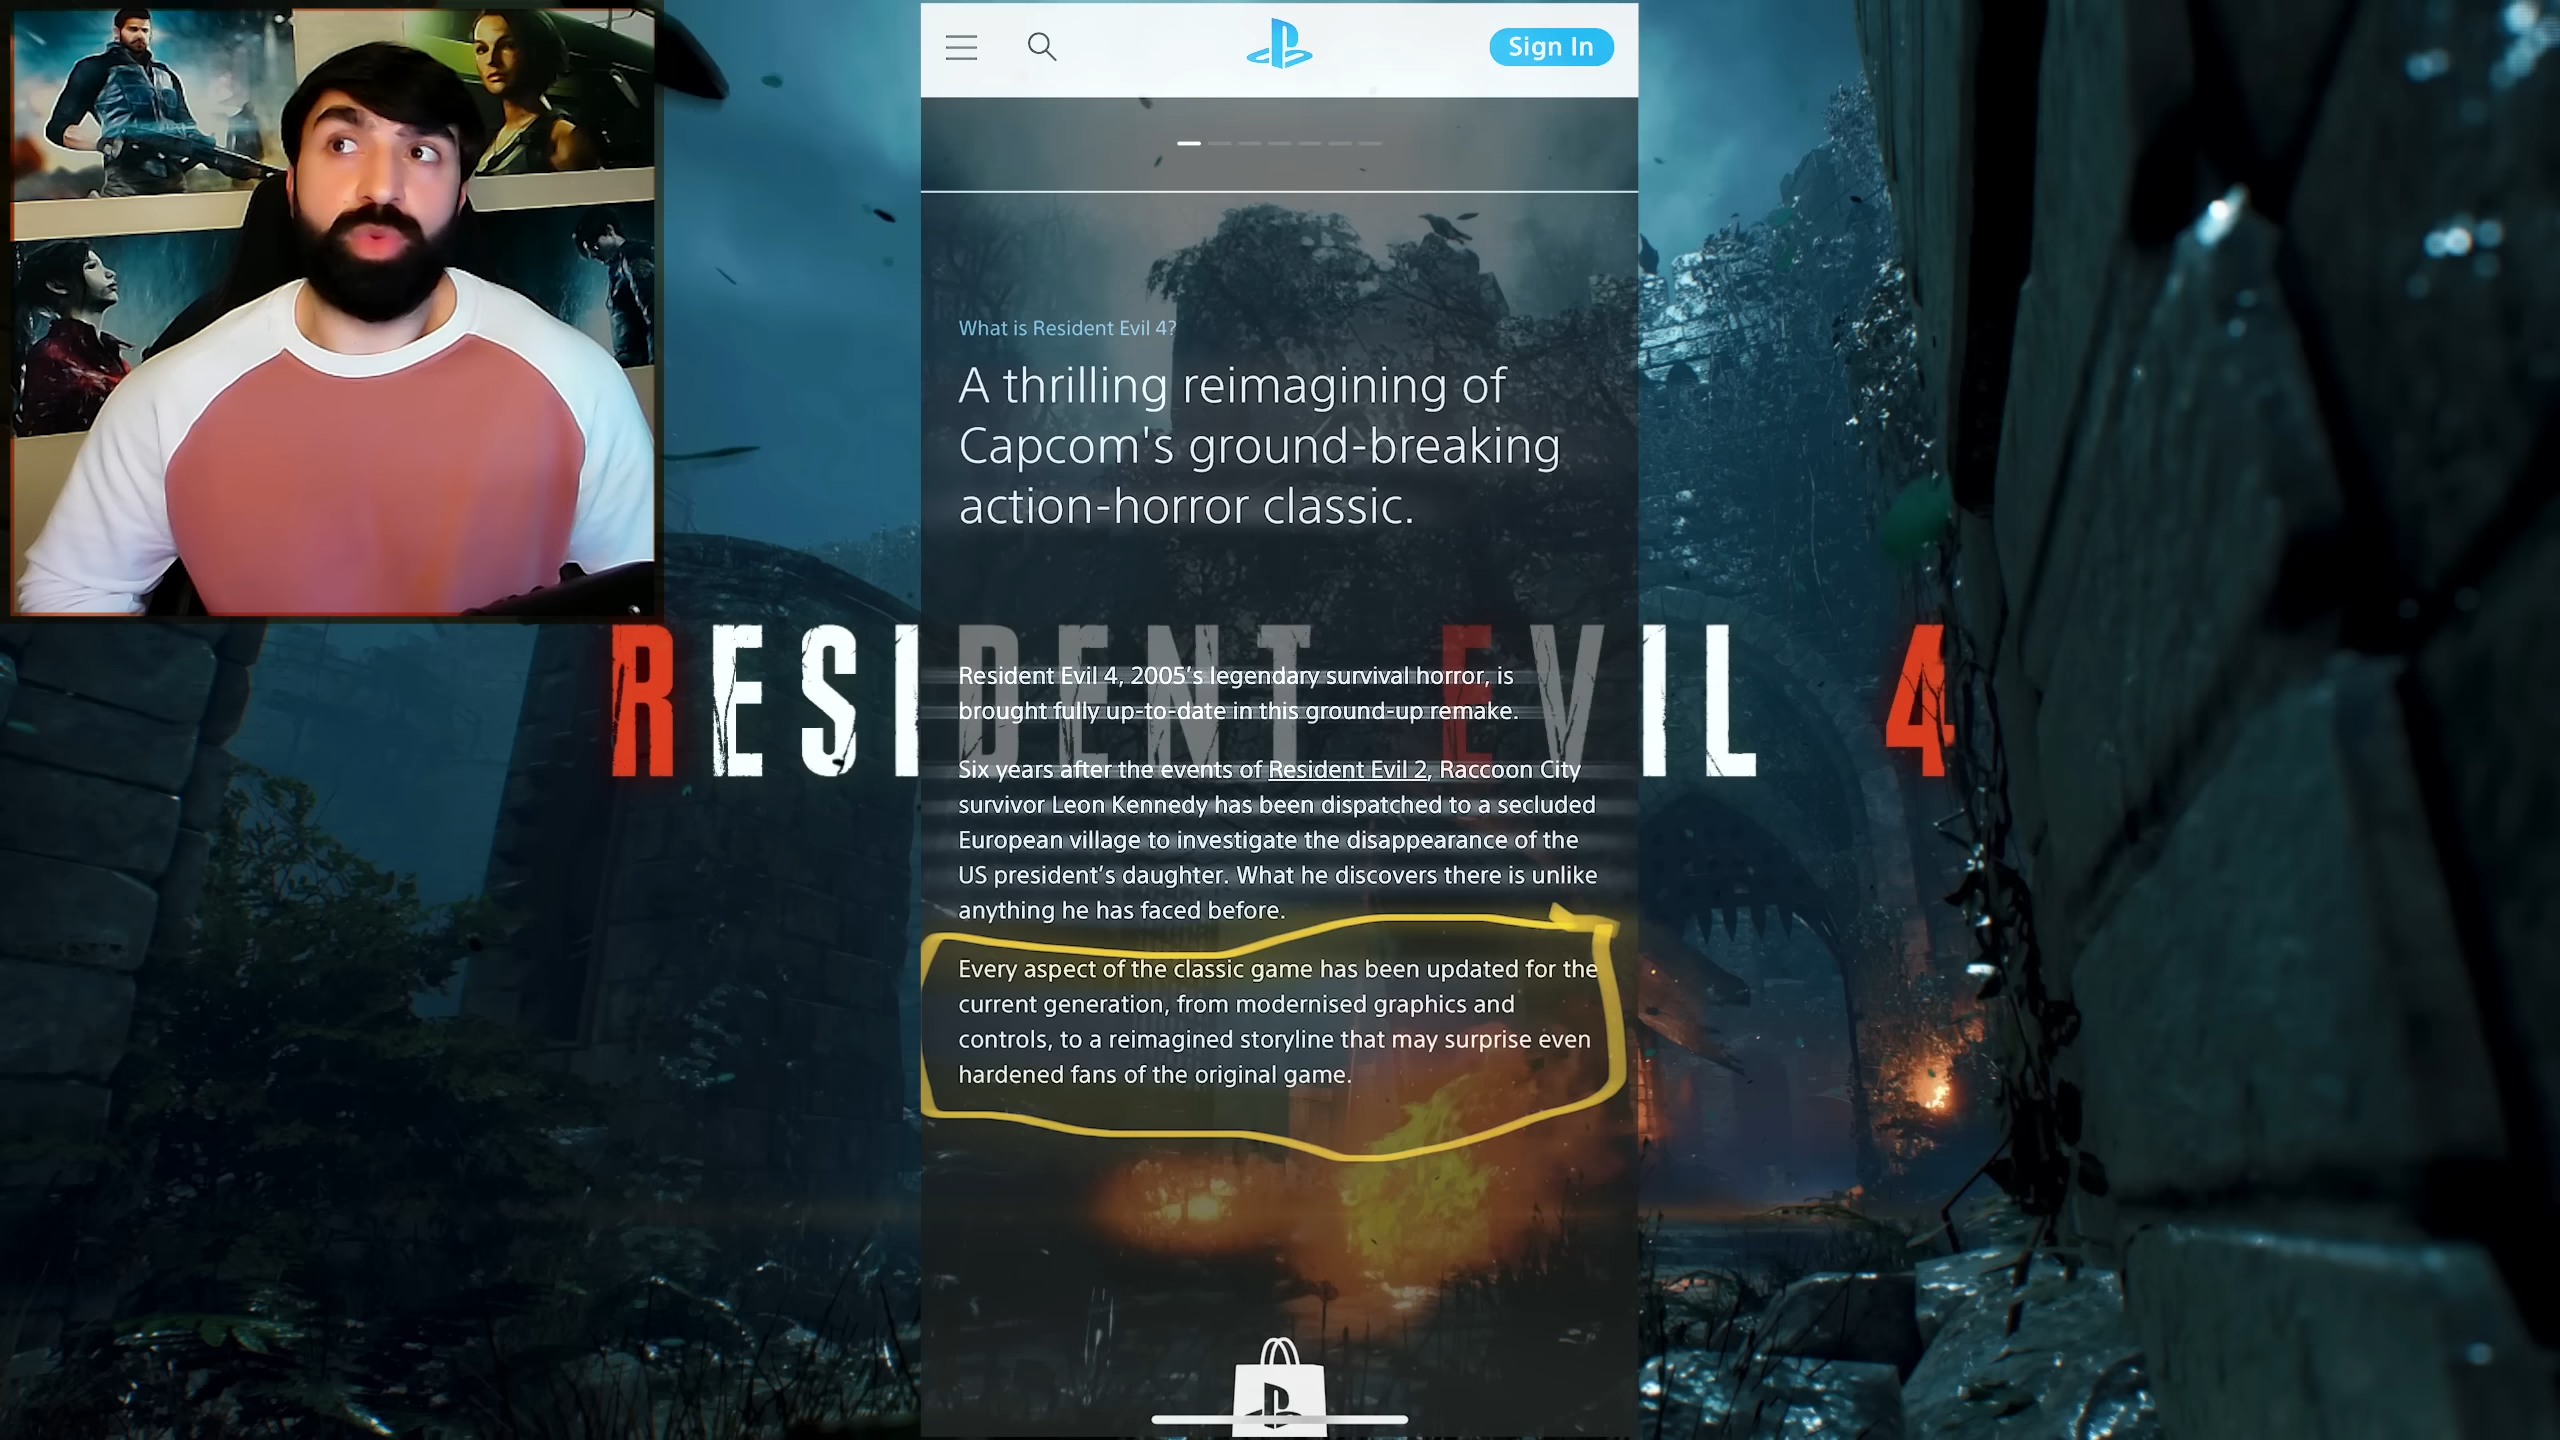 Sign In
What is Resident Evil 4?
A thrilling reimagining of
Capcom's ground-breaking
action-horror classic.
RESIDENT EVIL 4
Resident Evil 4, 2005's legendary survival horror, is
brought fully up-to-date in this ground-up remake.
Six years after the events of Resident Evil 2, Raccoon City
survivor Leon Kennedy has been dispatched to a secluded
European village to investigate the disappearance of the
US president's daughter. What he discovers there is unlike
anything he has faced before.
Every aspect of the classic game has been updated for the
current generation, from modernised graphics and
controls, to a reimagined storyline that may surprise even
hardened fans of the original game.